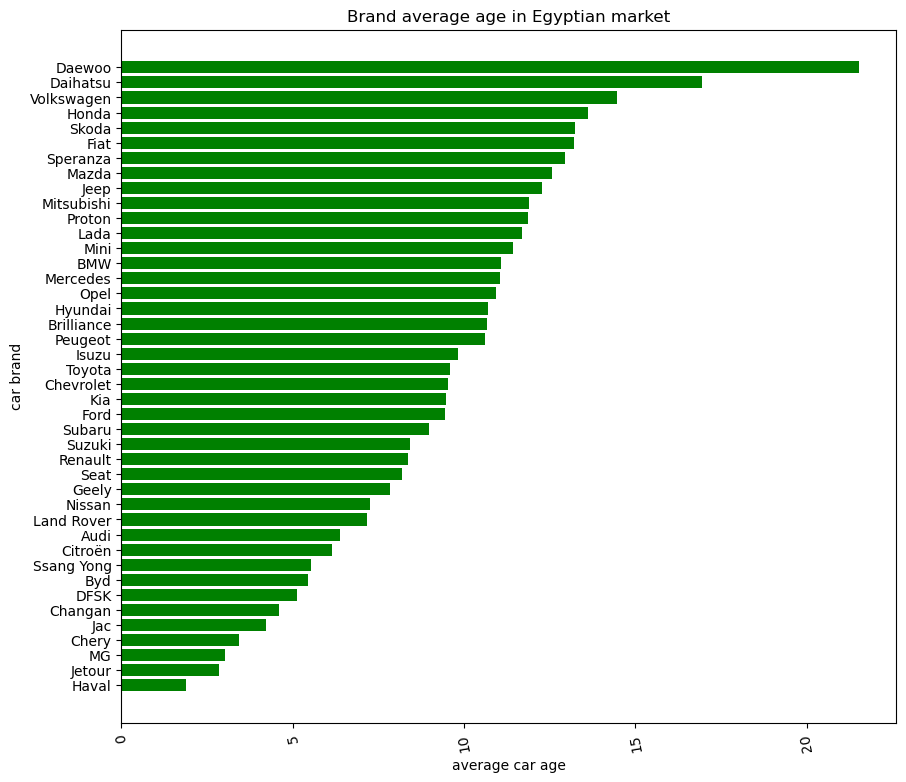 Brand average age in Egyptian market
Daewoo
Daihatsu
Volkswagen
Honda
Skoda
Fiat
Speranza
Mazda
Jeep
Mitsubishi
Proton
Lada
Mini
BMW
Mercedes
Opel
Hyundai
Brilliance
Peugeot
Isuzu
Toyota
Chevrolet
Kia
Ford
Subaru
Suzuki
Renault
Seat
Geely
Nissan
Land Rover
Audi
Citroën
Ssang Yong
Byd
DFSK
Changan
Jac
Chery
MG
Jetour
Haval
car brand
0 5 10 15 20
average car age